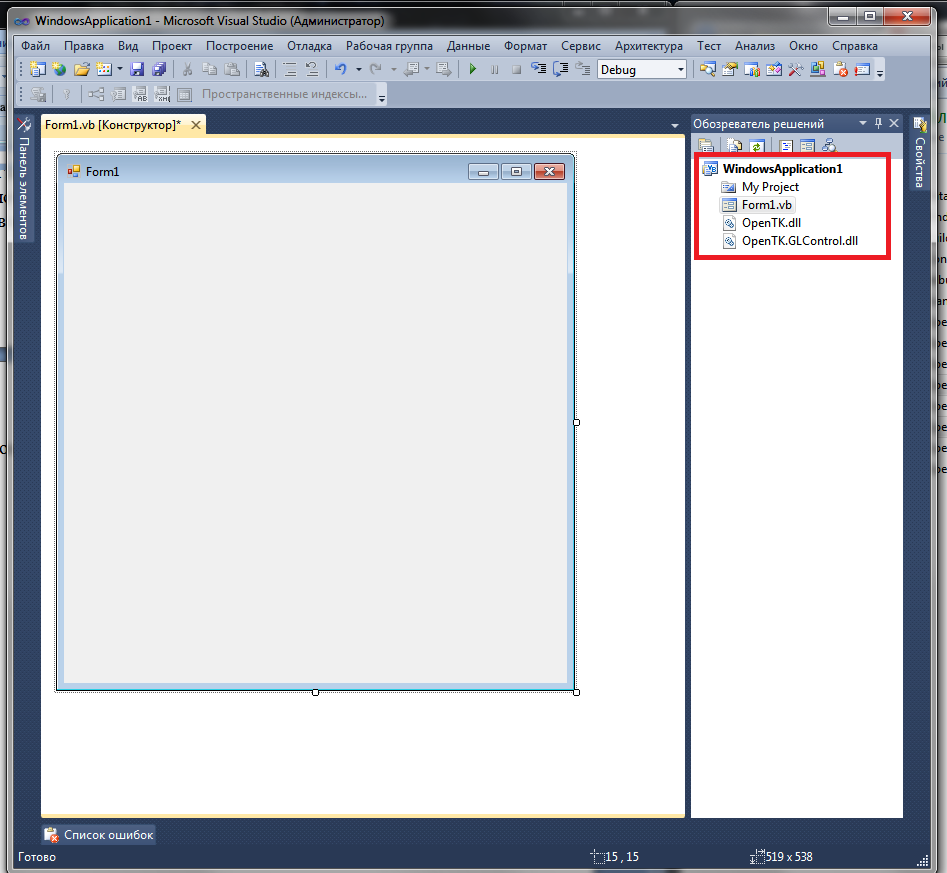 WindowsApplication1 - Microsoft Visual Studio (Администратор)
Файл Правка Вид Проект Построение Отладка Рабочая группа Данные Формат Сервис Архитектура Тест Анализ Окно Справка
Debug
Пространственные индексы...
Панель элементов
Form1.vb [Конструктор]*
Form1
Обозреватель решений
WindowsApplication1
My Project
Form1.vb
OpenTK.dll
OpenTK.GLControl.dll
Свойства
Список ошибок
Готово 15 , 15 519 x 538